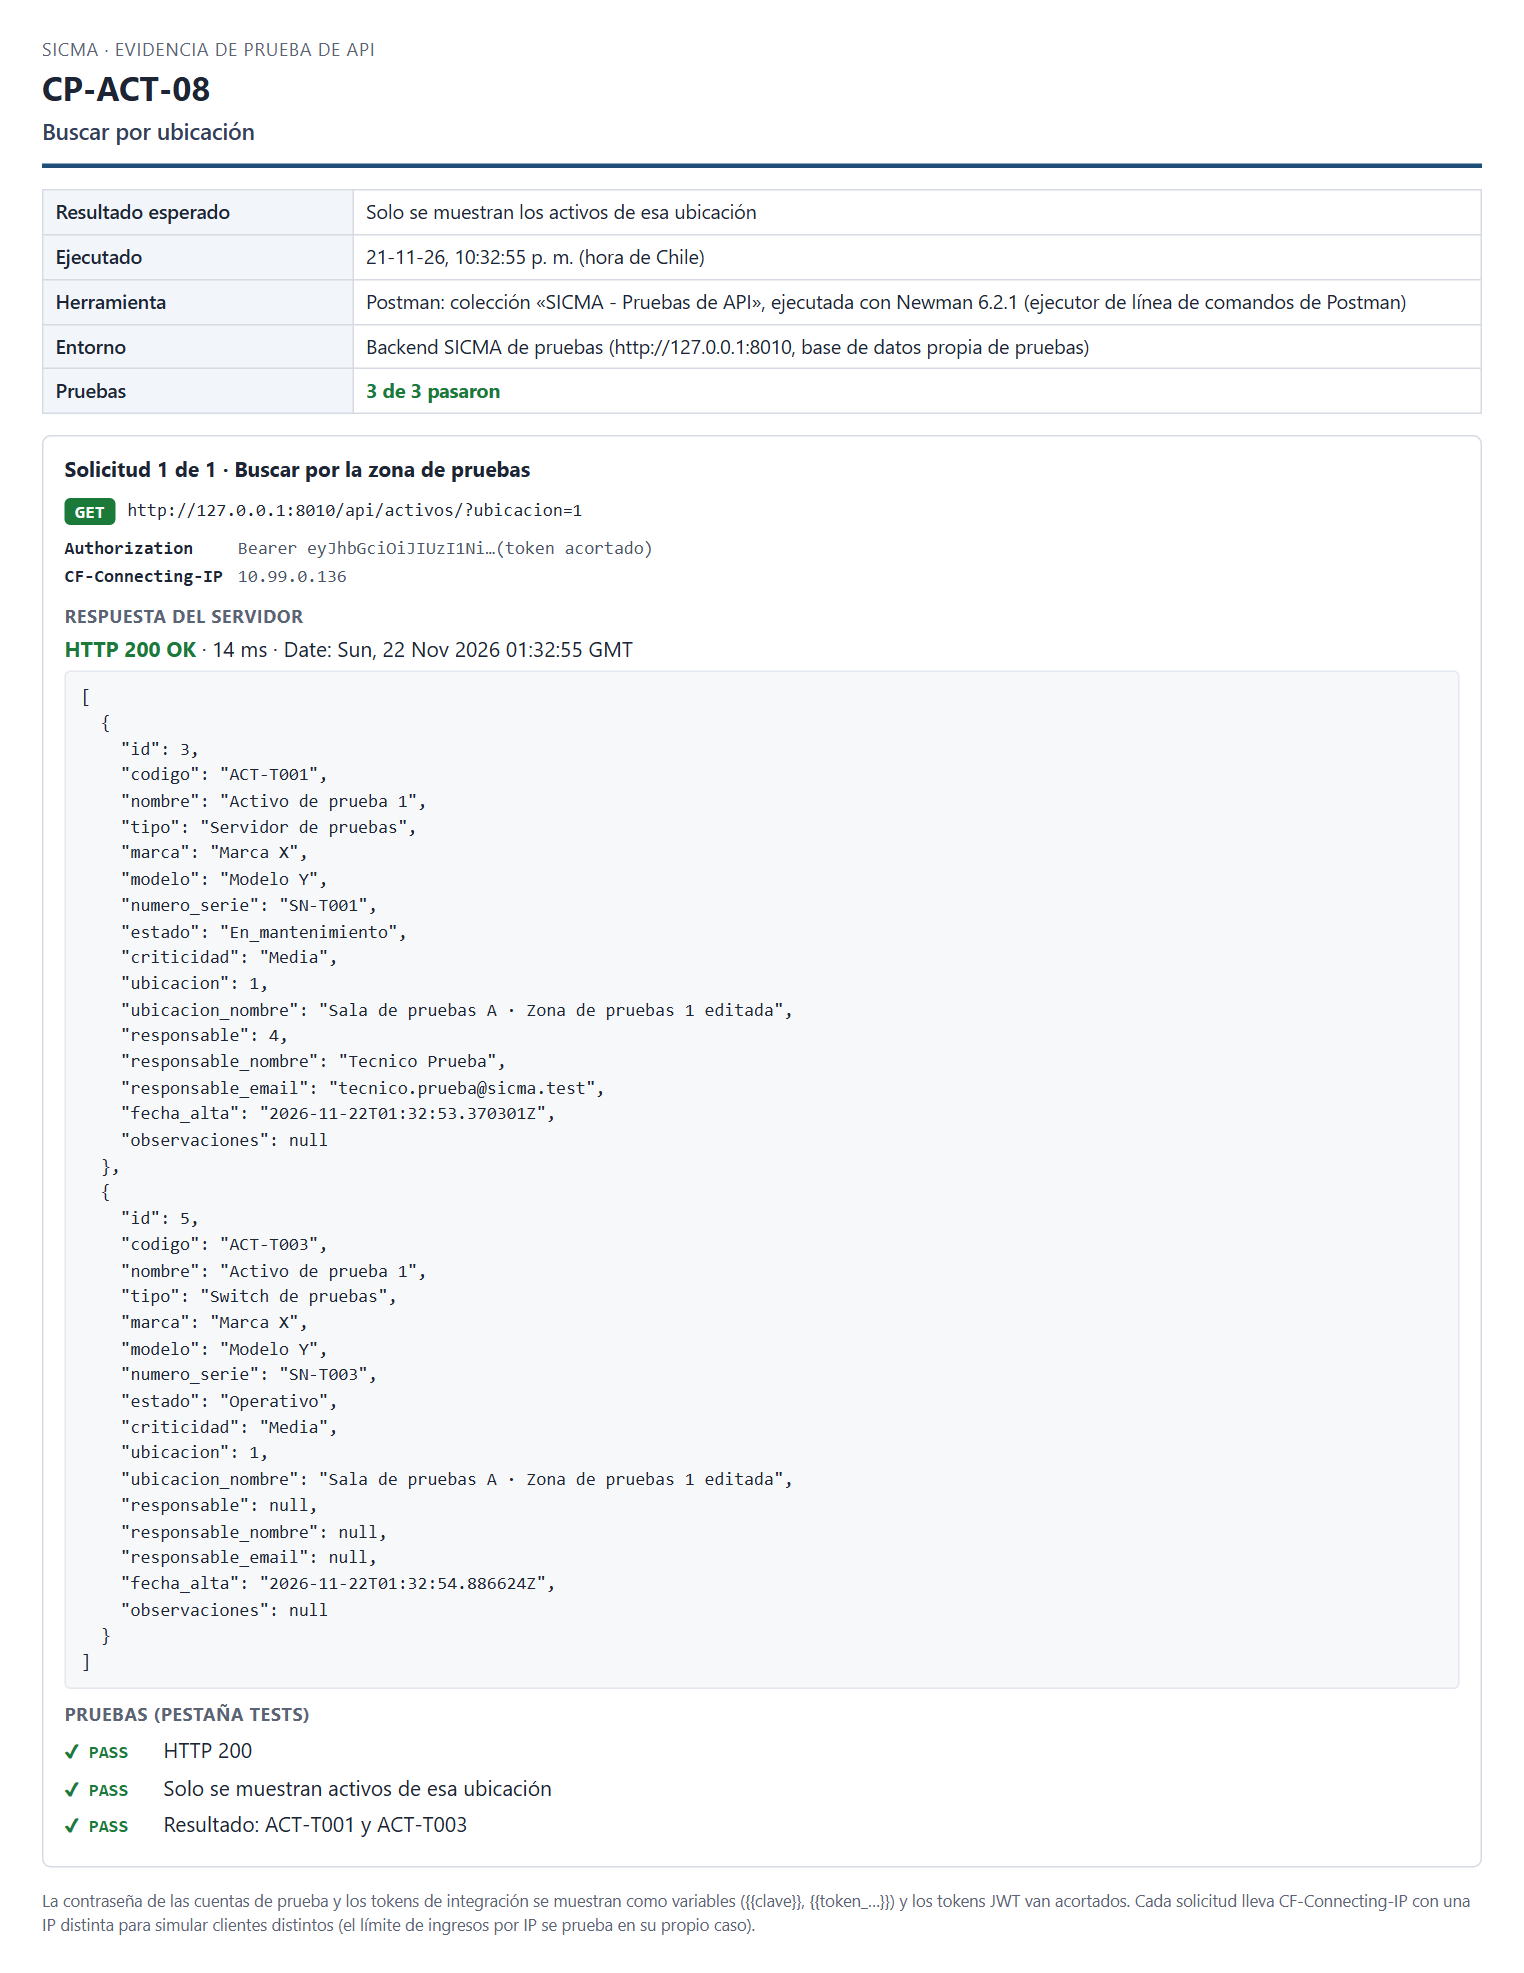 SICMA · EVIDENCIA DE PRUEBA DE API
CP-ACT-08
Buscar por ubicación
Resultado esperado Solo se muestran los activos de esa ubicación
Ejecutado 21-11-26, 10:32:55 p. m. (hora de Chile)
Herramienta Postman: colección «SICMA - Pruebas de API», ejecutada con Newman 6.2.1 (ejecutor de línea de comandos de Postman)
Entorno Backend SICMA de pruebas (http://127.0.0.1:8010, base de datos propia de pruebas)
Pruebas 3 de 3 pasaron
Solicitud 1 de 1 · Buscar por la zona de pruebas
GET http://127.0.0.1:8010/api/activos/?ubicacion=1
Authorization Bearer eyJhbGciOiJIUzI1Ni…(token acortado)
CF-Connecting-IP 10.99.0.136
RESPUESTA DEL SERVIDOR
HTTP 200 OK · 14 ms · Date: Sun, 22 Nov 2026 01:32:55 GMT
[
  {
    "id": 3,
    "codigo": "ACT-T001",
    "nombre": "Activo de prueba 1",
    "tipo": "Servidor de pruebas",
    "marca": "Marca X",
    "modelo": "Modelo Y",
    "numero_serie": "SN-T001",
    "estado": "En_mantenimiento",
    "criticidad": "Media",
    "ubicacion": 1,
    "ubicacion_nombre": "Sala de pruebas A · Zona de pruebas 1 editada",
    "responsable": 4,
    "responsable_nombre": "Tecnico Prueba",
    "responsable_email": "tecnico.prueba@sicma.test",
    "fecha_alta": "2026-11-22T01:32:53.370301Z",
    "observaciones": null
  },
  {
    "id": 5,
    "codigo": "ACT-T003",
    "nombre": "Activo de prueba 1",
    "tipo": "Switch de pruebas",
    "marca": "Marca X",
    "modelo": "Modelo Y",
    "numero_serie": "SN-T003",
    "estado": "Operativo",
    "criticidad": "Media",
    "ubicacion": 1,
    "ubicacion_nombre": "Sala de pruebas A · Zona de pruebas 1 editada",
    "responsable": null,
    "responsable_nombre": null,
    "responsable_email": null,
    "fecha_alta": "2026-11-22T01:32:54.886624Z",
    "observaciones": null
  }
]
PRUEBAS (PESTAÑA TESTS)
✔ PASS HTTP 200
✔ PASS Solo se muestran activos de esa ubicación
✔ PASS Resultado: ACT-T001 y ACT-T003
La contraseña de las cuentas de prueba y los tokens de integración se muestran como variables ({{clave}}, {{token_…}}) y los tokens JWT van acortados. Cada solicitud lleva CF-Connecting-IP con una
IP distinta para simular clientes distintos (el límite de ingresos por IP se prueba en su propio caso).